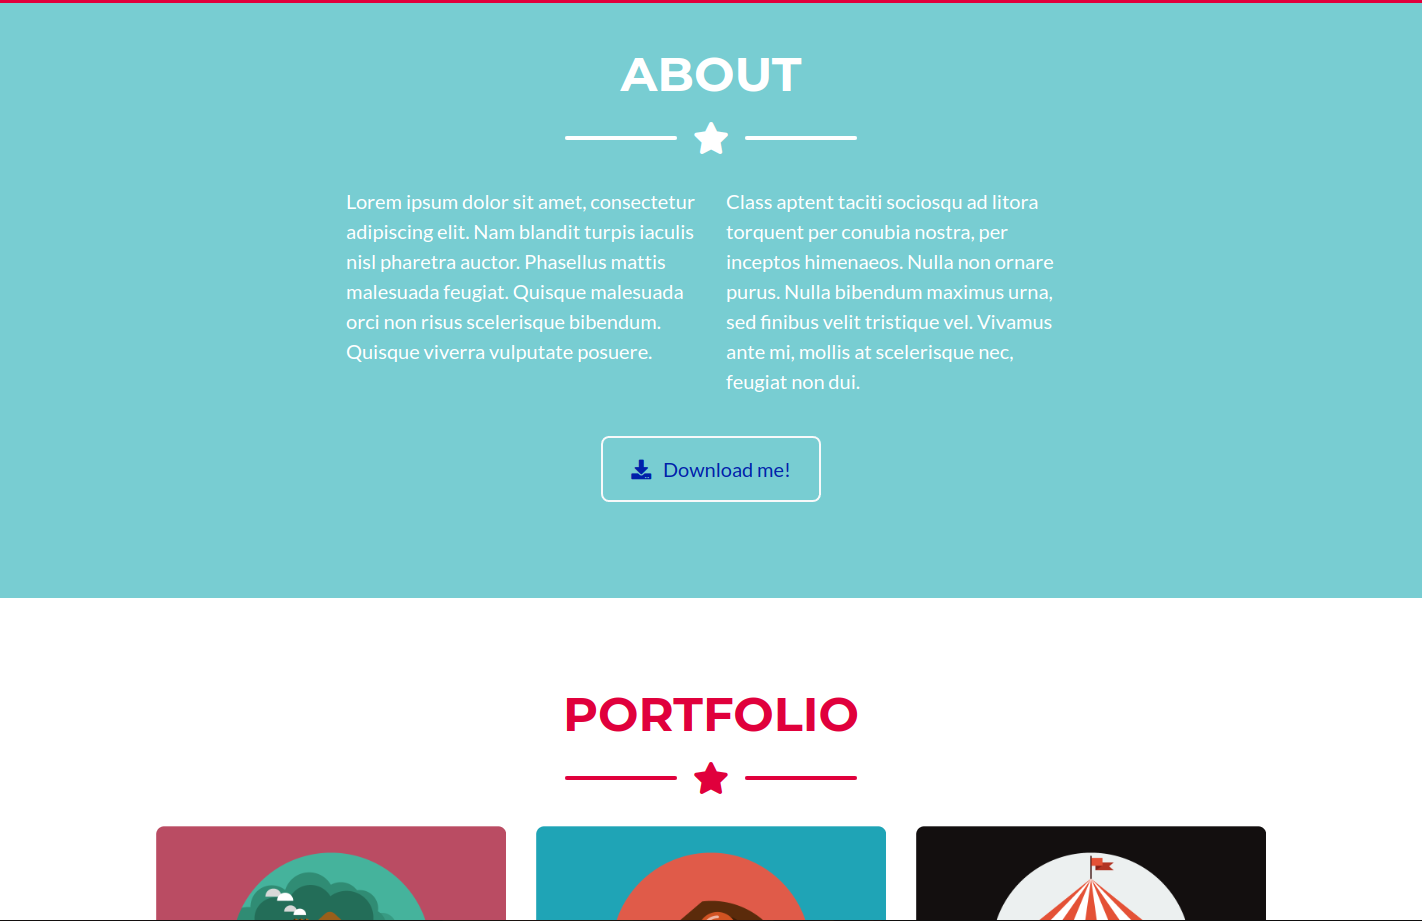 ABOUT
Lorem ipsum dolor sit amet, consectetur
adipiscing elit. Nam blandit turpis iaculis
nisl pharetra auctor. Phasellus mattis
malesuada feugiat. Quisque malesuada
orci non risus scelerisque bibendum.
Quisque viverra vulputate posuere.
Class aptent taciti sociosqu ad litora
torquent per conubia nostra, per
inceptos himenaeos. Nulla non ornare
purus. Nulla bibendum maximus urna,
sed finibus velit tristique vel. Vivamus
ante mi, mollis at scelerisque nec,
feugiat non dui.
Download me!
PORTFOLIO